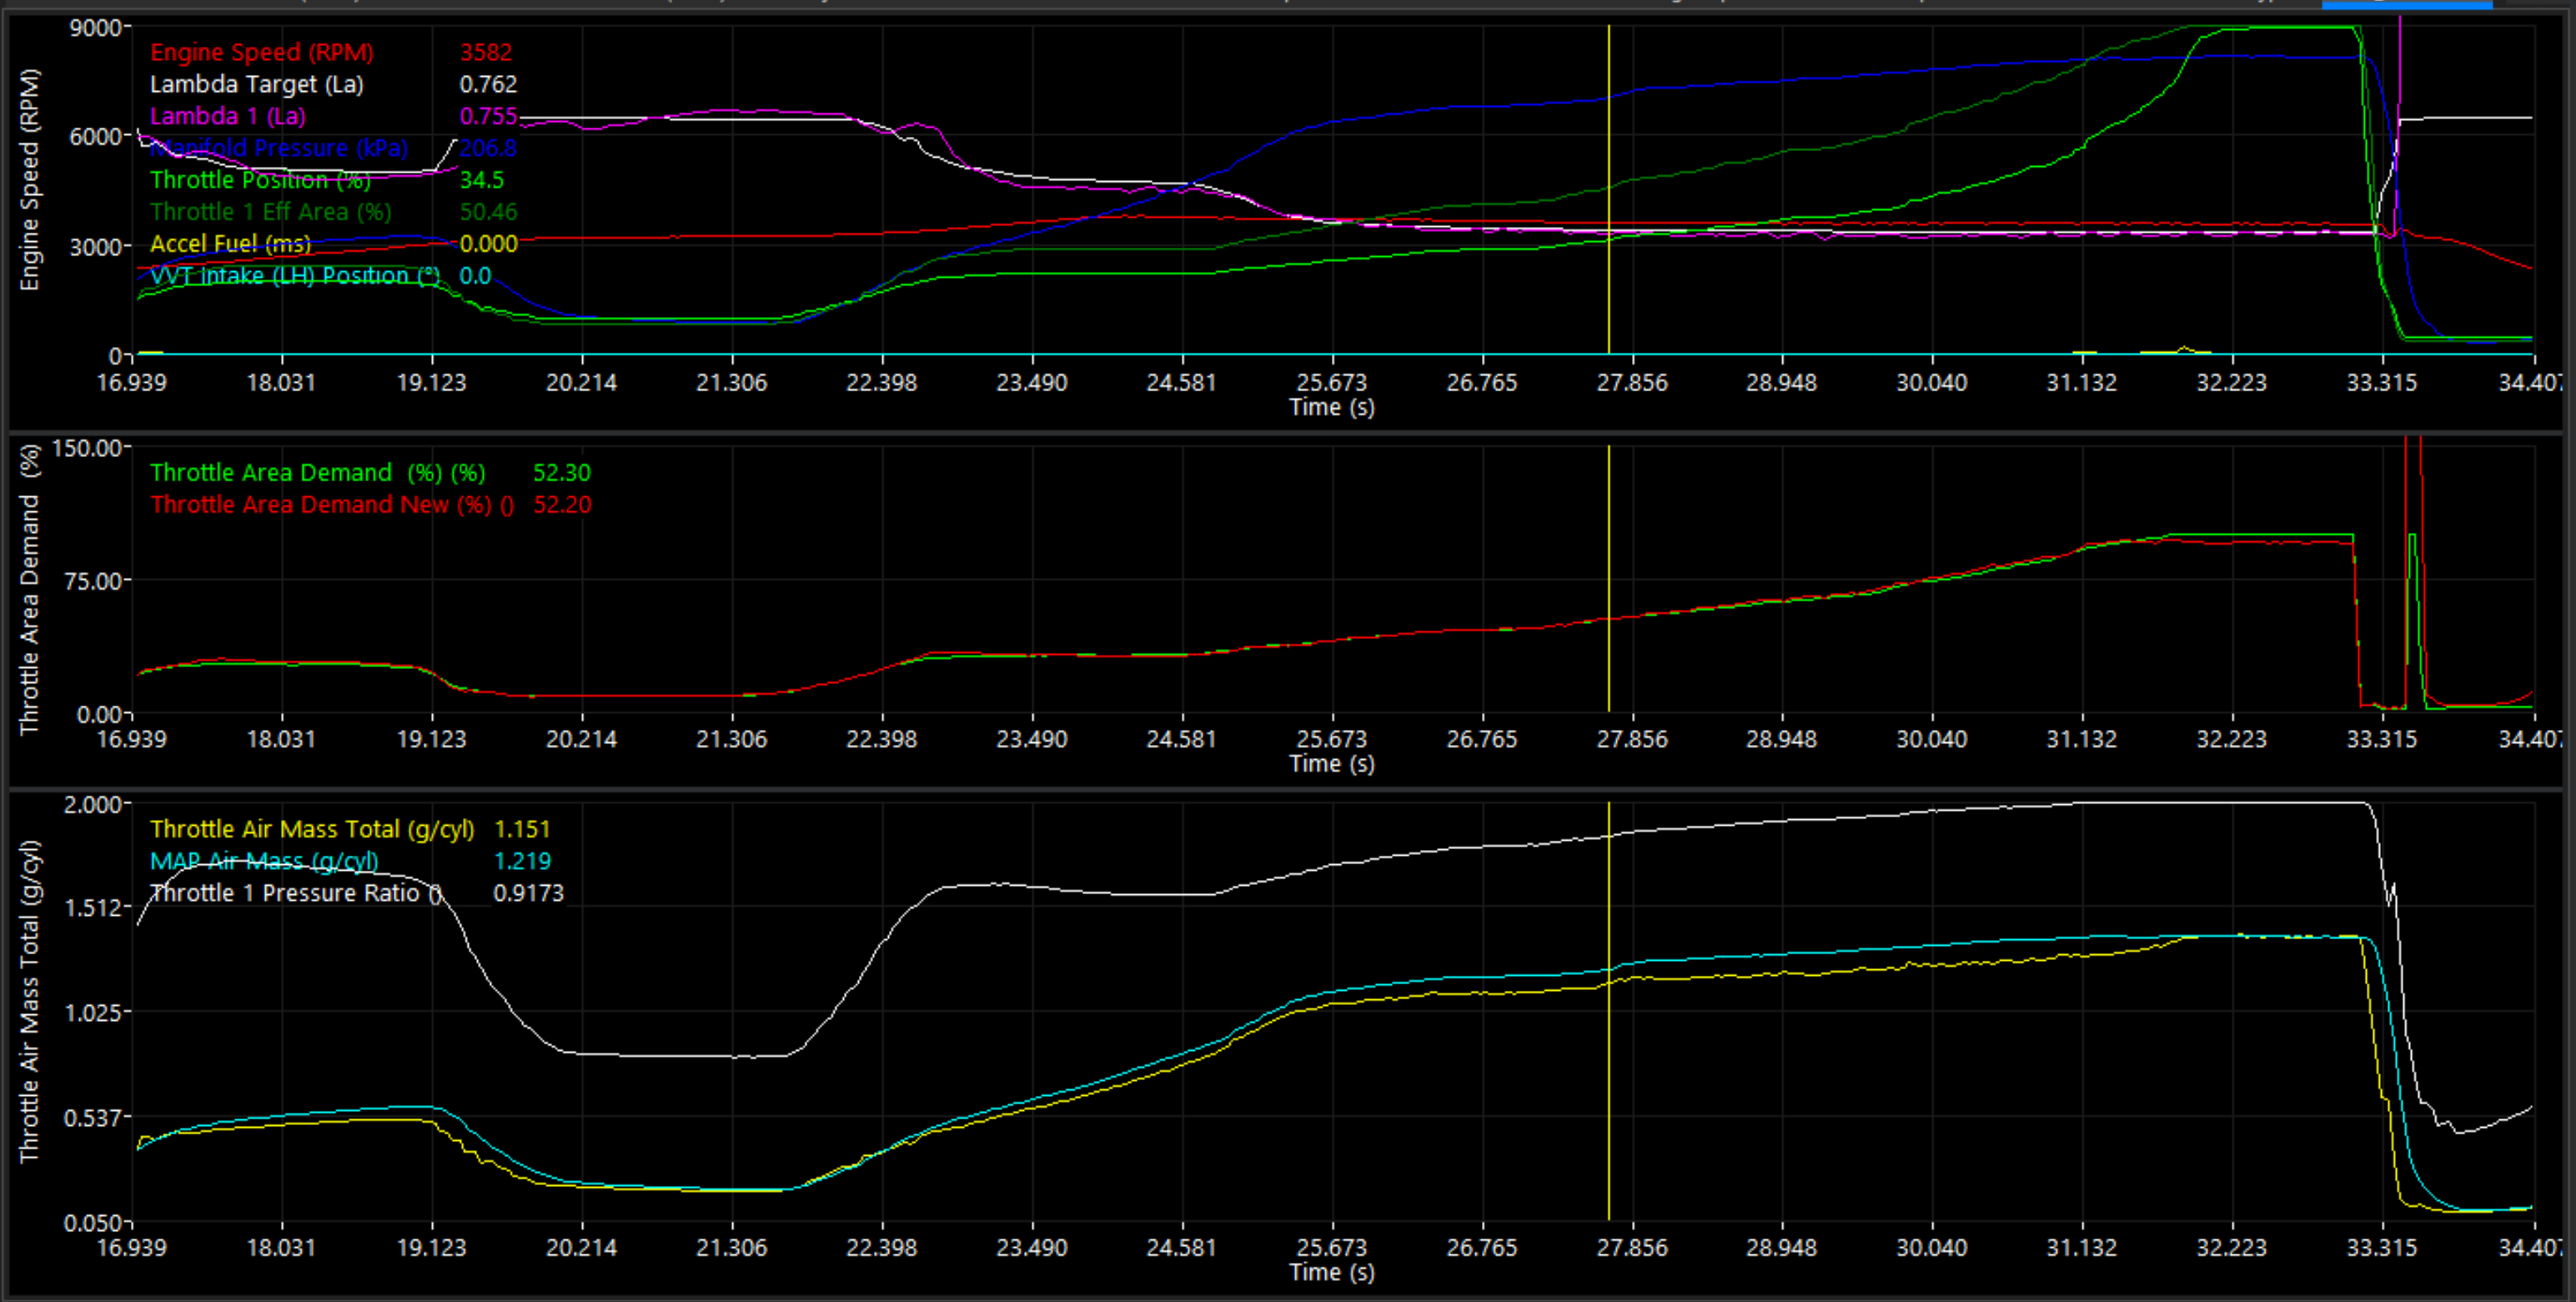 9000
6000
3000
0
Engine Speed (RPM)
Engine Speed (RPM) 3582
Lambda Target (La) 0.762
Lambda 1 (La) 0.755
Manifold Pressure (kPa) 206.8
Throttle Position (%) 34.5
Throttle 1 Eff Area (%) 50.46
Accel Fuel (ms) 0.000
VVT Intake (LH) Position (°) 0.0
16.939 18.031 19.123 20.214 21.306 22.398 23.490 24.581 25.673 26.765 27.856 28.948 30.040 31.132 32.223 33.315 34.407
Time (s)
150.00
75.00
0.00
Throttle Area Demand (%)
Throttle Area Demand (%) (%) 52.30
Throttle Area Demand New (%) () 52.20
16.939 18.031 19.123 20.214 21.306 22.398 23.490 24.581 25.673 26.765 27.856 28.948 30.040 31.132 32.223 33.315 34.407
Time (s)
2.000
1.512
1.025
0.537
0.050
Throttle Air Mass Total (g/cyl)
Throttle Air Mass Total (g/cyl) 1.151
MAP Air Mass (g/cyl) 1.219
Throttle 1 Pressure Ratio () 0.9173
16.939 18.031 19.123 20.214 21.306 22.398 23.490 24.581 25.673 26.765 27.856 28.948 30.040 31.132 32.223 33.315 34.407
Time (s)